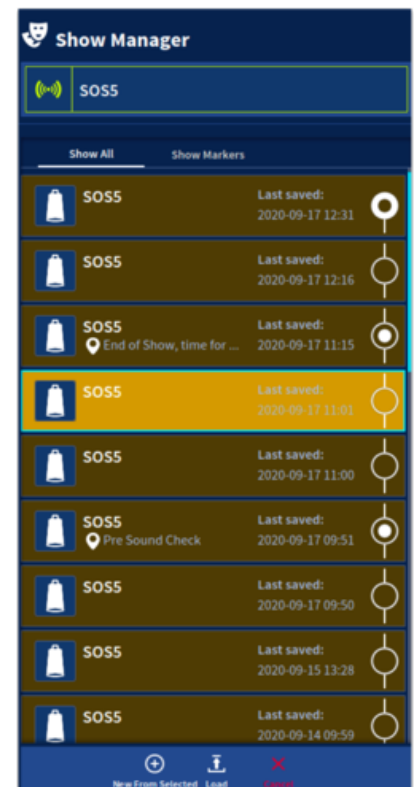 Show Manager
SOS5
Show All Show Markers
SOS5 Last saved:
2020-09-17 12:31
SOS5 Last saved:
2020-09-17 12:16
SOS5 Last saved:
End of Show, time for ... 2020-09-17 11:15
SOS5 Last saved:
2020-09-17 11:01
SOS5 Last saved:
2020-09-17 11:00
SOS5 Last saved:
Pre Sound Check 2020-09-17 09:51
SOS5 Last saved:
2020-09-17 09:50
SOS5 Last saved:
2020-09-15 13:28
SOS5 Last saved:
2020-09-14 09:59
New From Selected Load Cancel